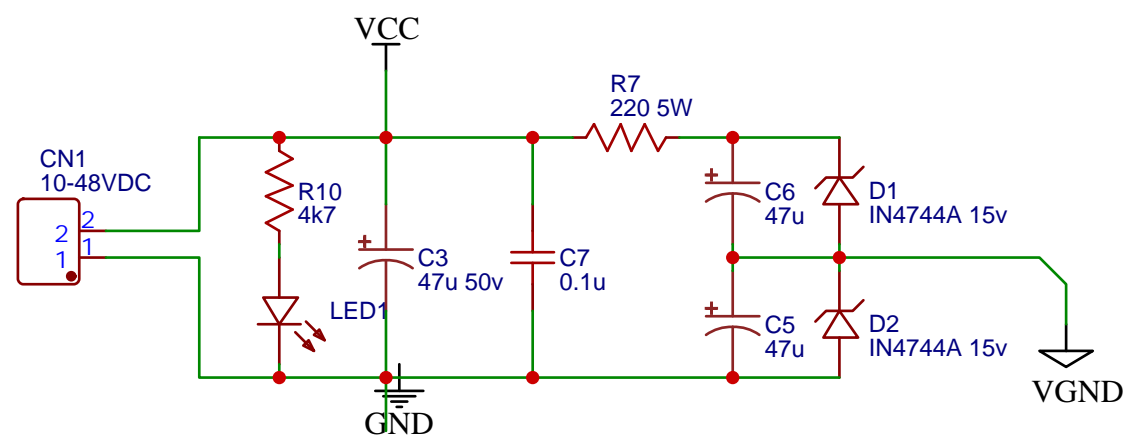 VCC
R7
220 5W
CN1
10-48VDC
2
2
1
1
R10
4k7
LED1
C3
47u 50v
C7
0.1u
C6
47u
D1
IN4744A 15v
C5
47u
D2
IN4744A 15v
GND
VGND